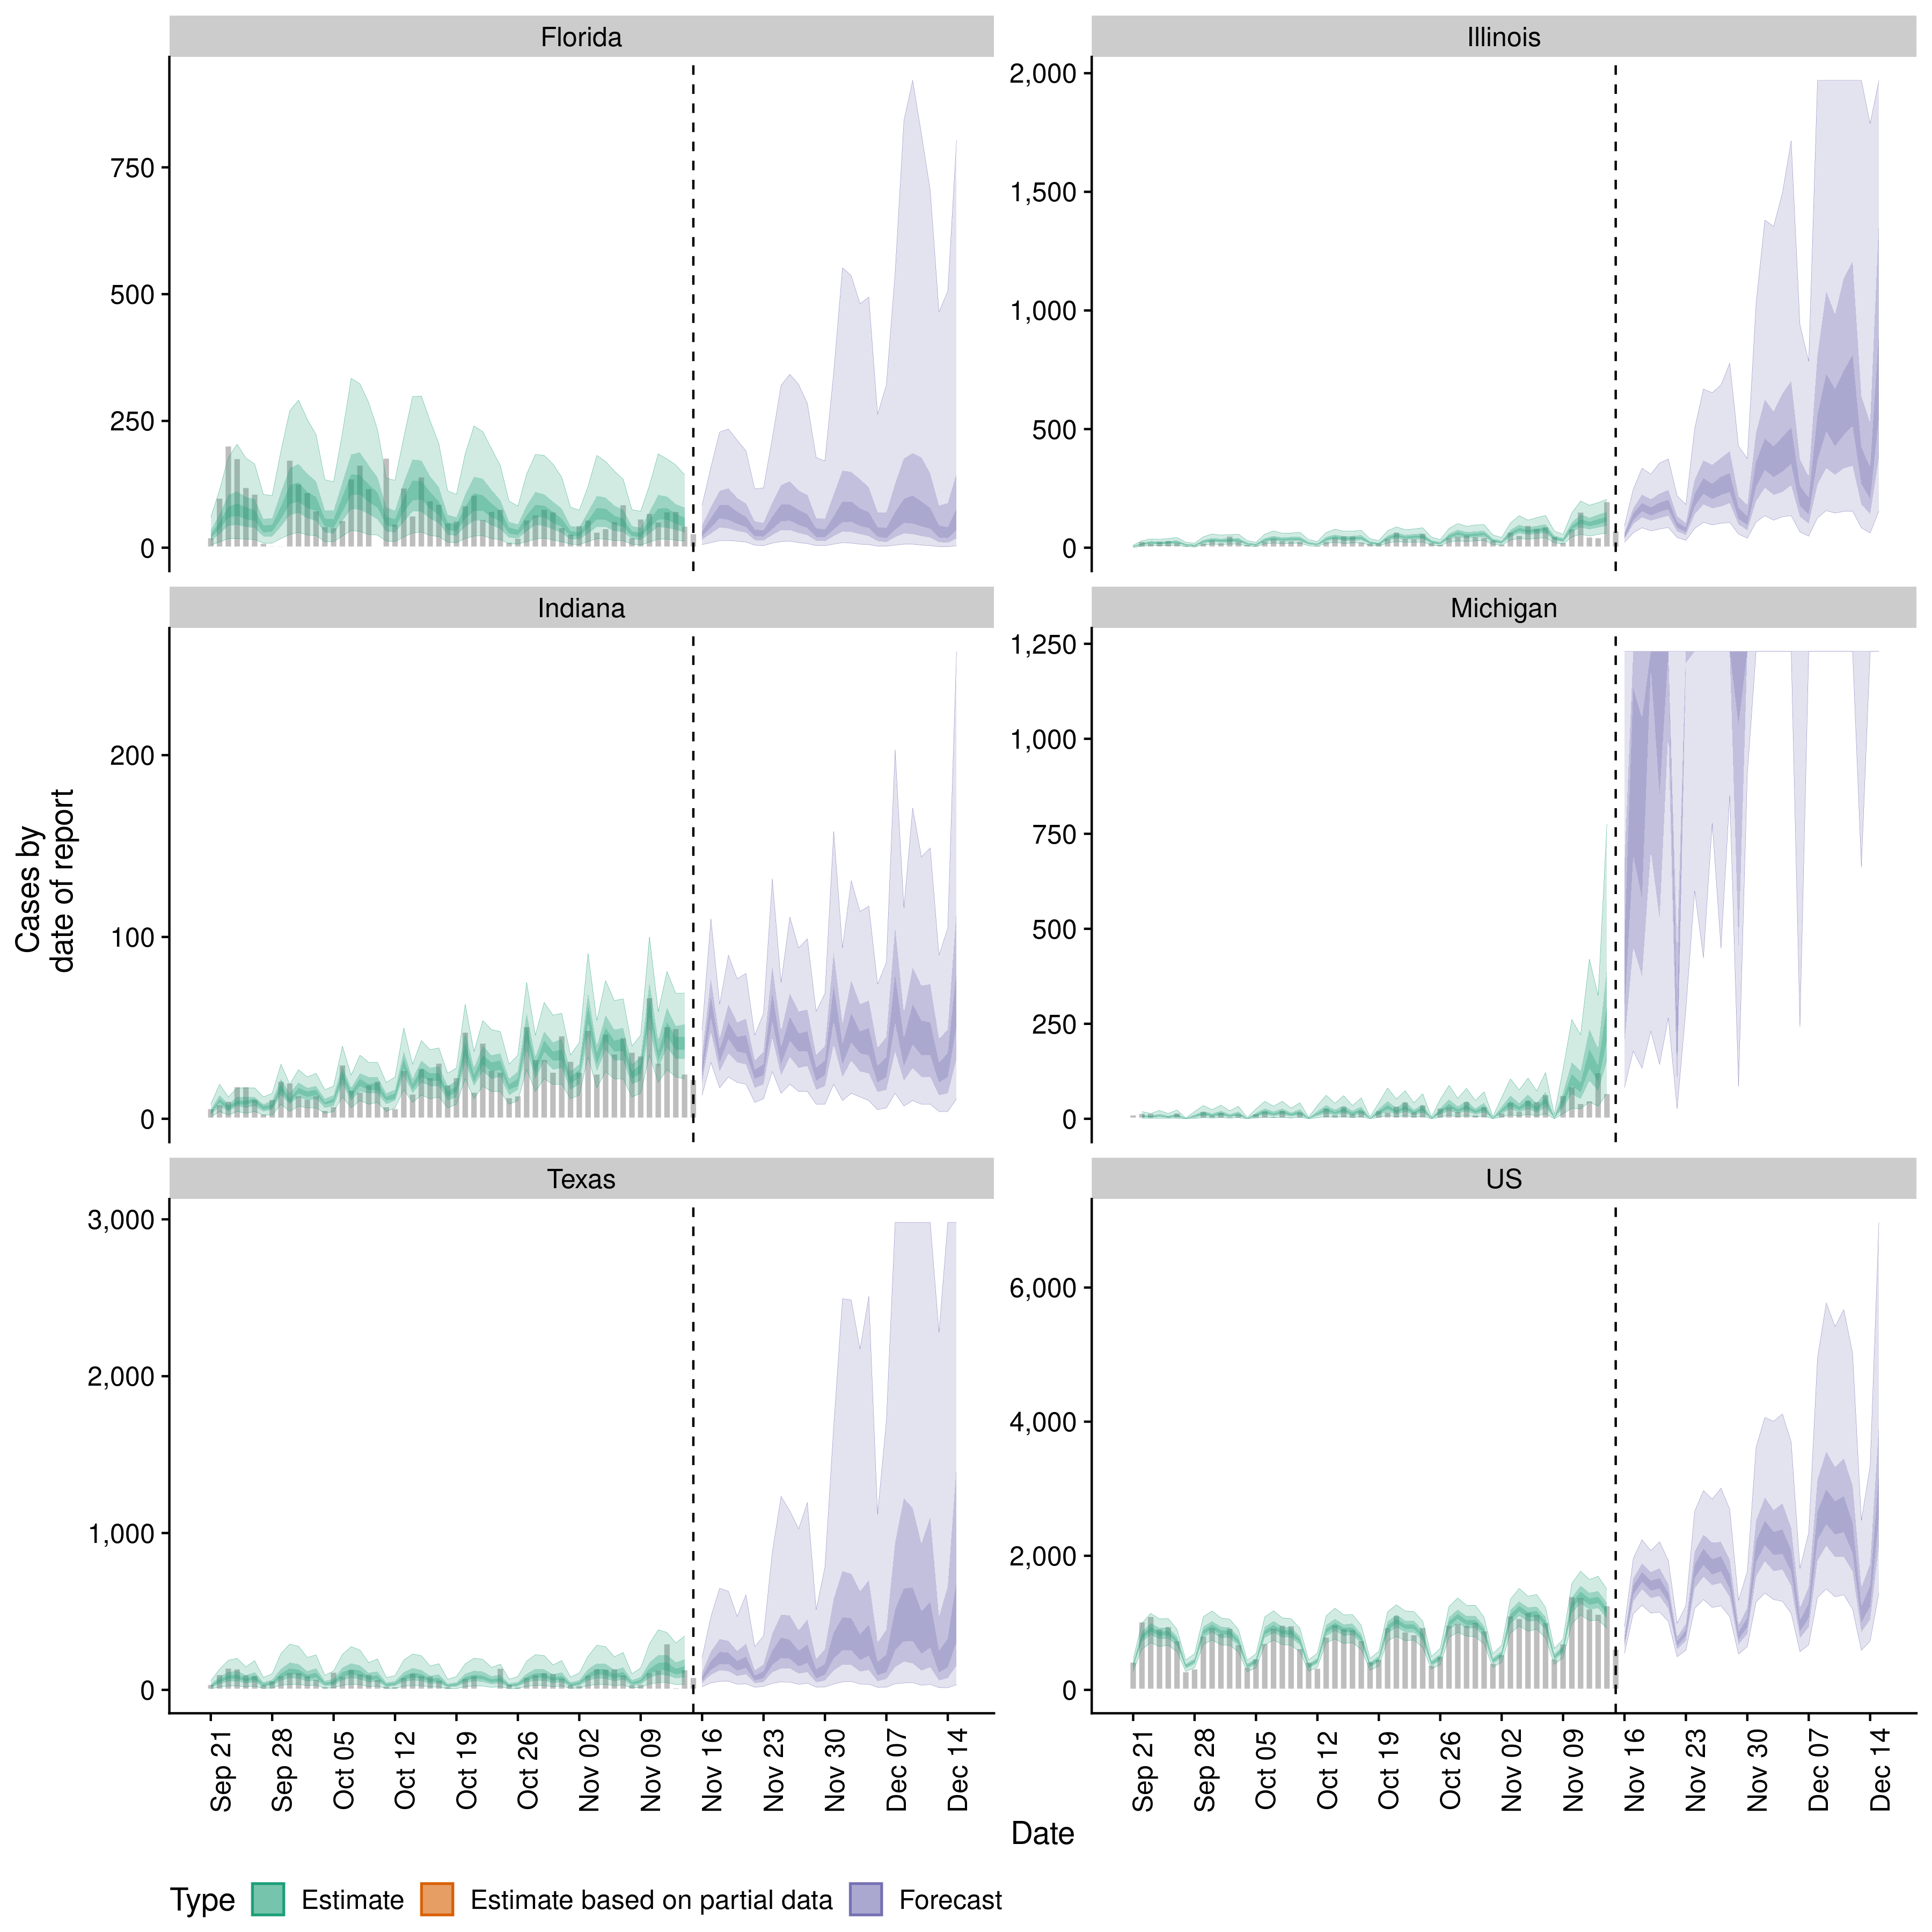 Florida
Illinois
750
500
250
0
2,000
1,500
1,000
500
0
Indiana
Michigan
200
100
0
1,250
1,000
750
500
250
0
Cases by
date of report
Texas
US
3,000
2,000
1,000
0
6,000
4,000
2,000
0
Sep 21
Sep 28
Oct 05
Oct 12
Oct 19
Oct 26
Nov 02
Nov 09
Nov 16
Nov 23
Nov 30
Dec 07
Dec 14
Sep 21
Sep 28
Oct 05
Oct 12
Oct 19
Oct 26
Nov 02
Nov 09
Nov 16
Nov 23
Nov 30
Dec 07
Dec 14
Date
Type Estimate Estimate based on partial data Forecast